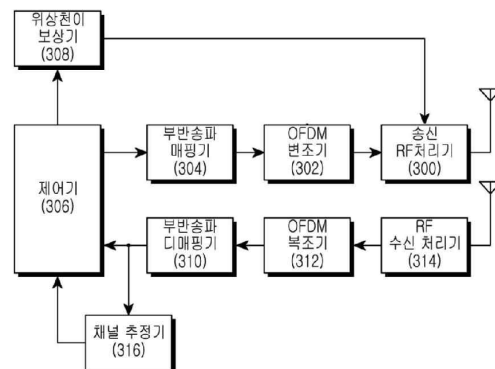 위상천이
보상기
(308)
제어기
(306)
부반송파
매핑기
(304)
OFDM
변조기
(302)
송신
RF처리기
(300)
부반송파
디매핑기
(310)
OFDM
복조기
(312)
RF
수신 처리기
(314)
채널 추정기
(316)